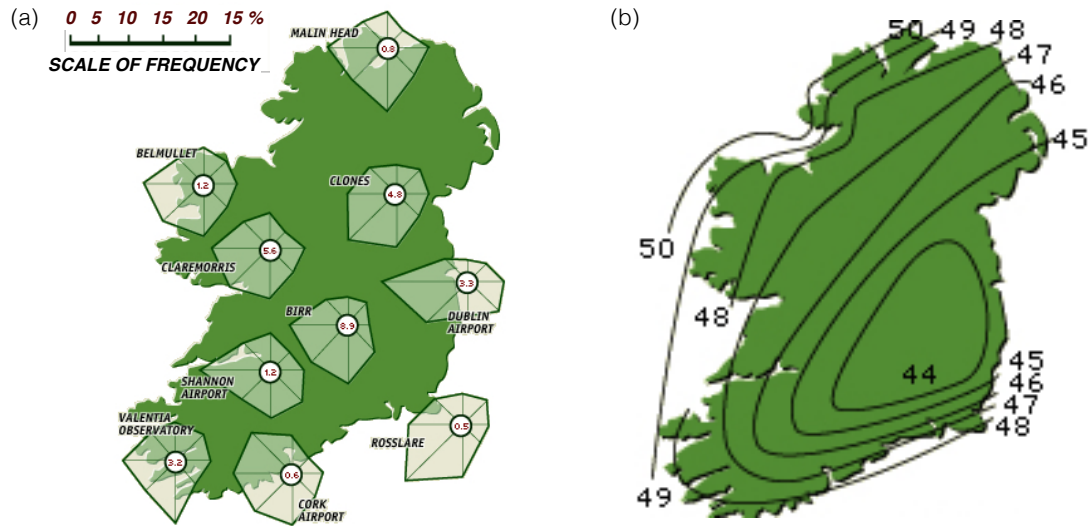 (a)
0 5 10 15 20 15 %
SCALE OF FREQUENCY
MALIN HEAD
0.8
BELMULLET
1.2
CLONES
4.8
CLAREMORRIS
5.6
3.3
DUBLIN
AIRPORT
BIRR
8.9
SHANNON
AIRPORT
1.2
VALENTIA
OBSERVATORY
3.2
ROSSLARE
0.5
0.6
CORK
AIRPORT
(b)
50 49 48
47
46
45
50
48
44
45
46
47
48
49